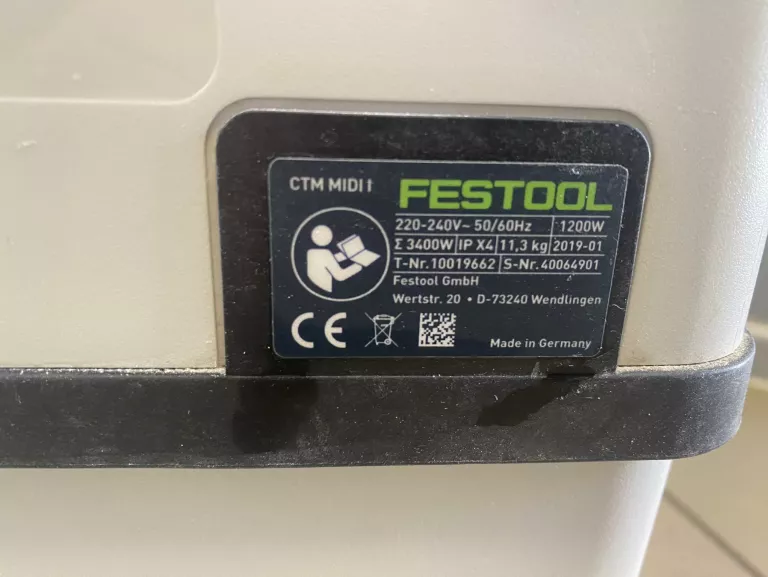 CTM MIDI I
FESTOOL
220-240V~ 50/60Hz 1200W
Σ 3400W IP X4 11,3 kg 2019-01
T-Nr.10019662 S-Nr.40064901
Festool GmbH
Wertstr. 20 • D-73240 Wendlingen
CE
Made in Germany